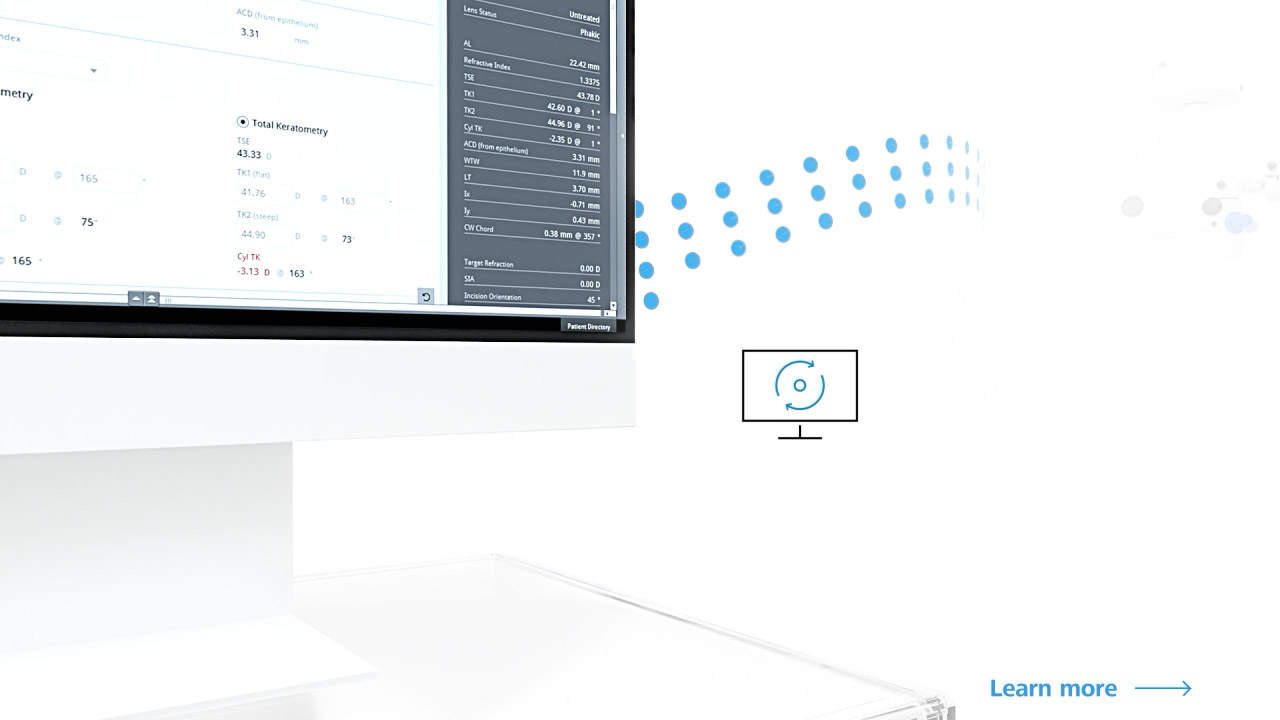 ACD (from epithelium)
3.31 mm
ndex
metry
D @ 165 °
D @ 75°
@ 165 °
Total Keratometry
TSE
43.33 D
TK1 (flat)
41.76 D @ 163 °
TK2 (steep)
44.90 D @ 73°
Cyl TK
-3.13 D @ 163 °
Lens Status Untreated
Phakic
AL 22.42 mm
Refractive Index 1.3375
TSE 43.78 D
TK1 42.60 D @ 1 °
TK2 44.96 D @ 91 °
Cyl TK -2.35 D @ 1 °
ACD (from epithelium) 3.31 mm
WTW 11.9 mm
LT 3.70 mm
Ix -0.71 mm
Iy 0.43 mm
CW Chord 0.38 mm @ 357 °
Target Refraction 0.00 D
SIA 0.00 D
Incision Orientation 45 °
Patient Directory
Learn more